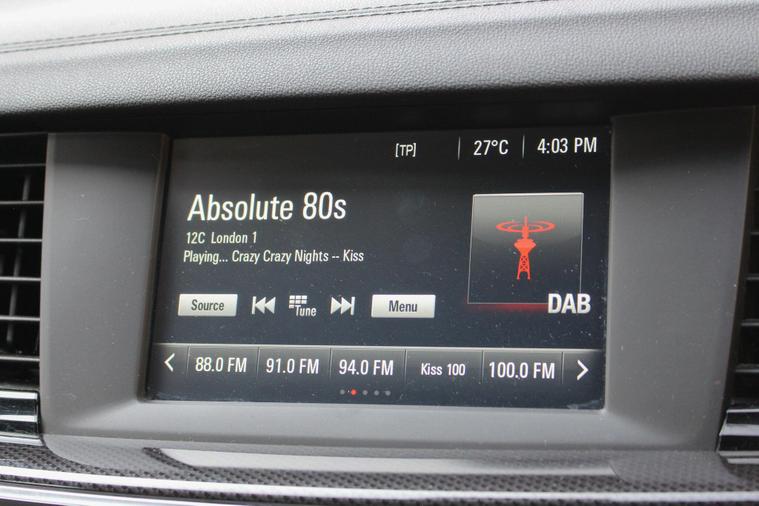 [TP] 27°C 4:03 PM
Absolute 80s
12C London 1
Playing... Crazy Crazy Nights -- Kiss
Source Tune Menu
DAB
88.0 FM 91.0 FM 94.0 FM Kiss 100 100.0 FM